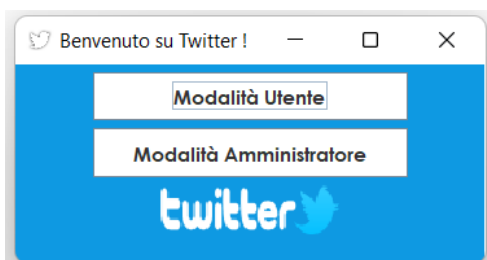 Benvenuto su Twitter !
Modalità Utente
Modalità Amministratore
twitter